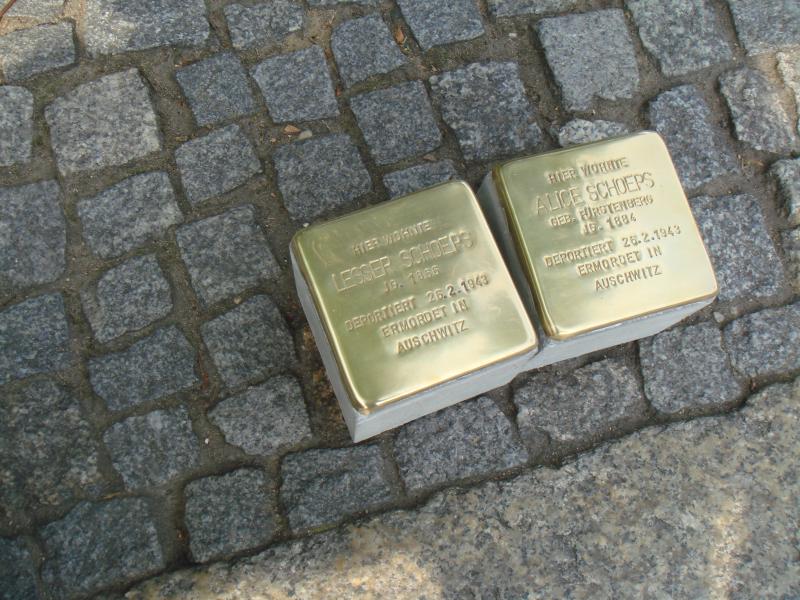 HIER WOHNTE
LESSER SCHOEPS
JG. 1866
DEPORTIERT 26.2.1943
ERMORDET IN
AUSCHWITZ
HIER WOHNTE
ALICE SCHOEPS
GEB. FÜRSTENBERG
JG. 1884
DEPORTIERT 26.2.1943
ERMORDET IN
AUSCHWITZ